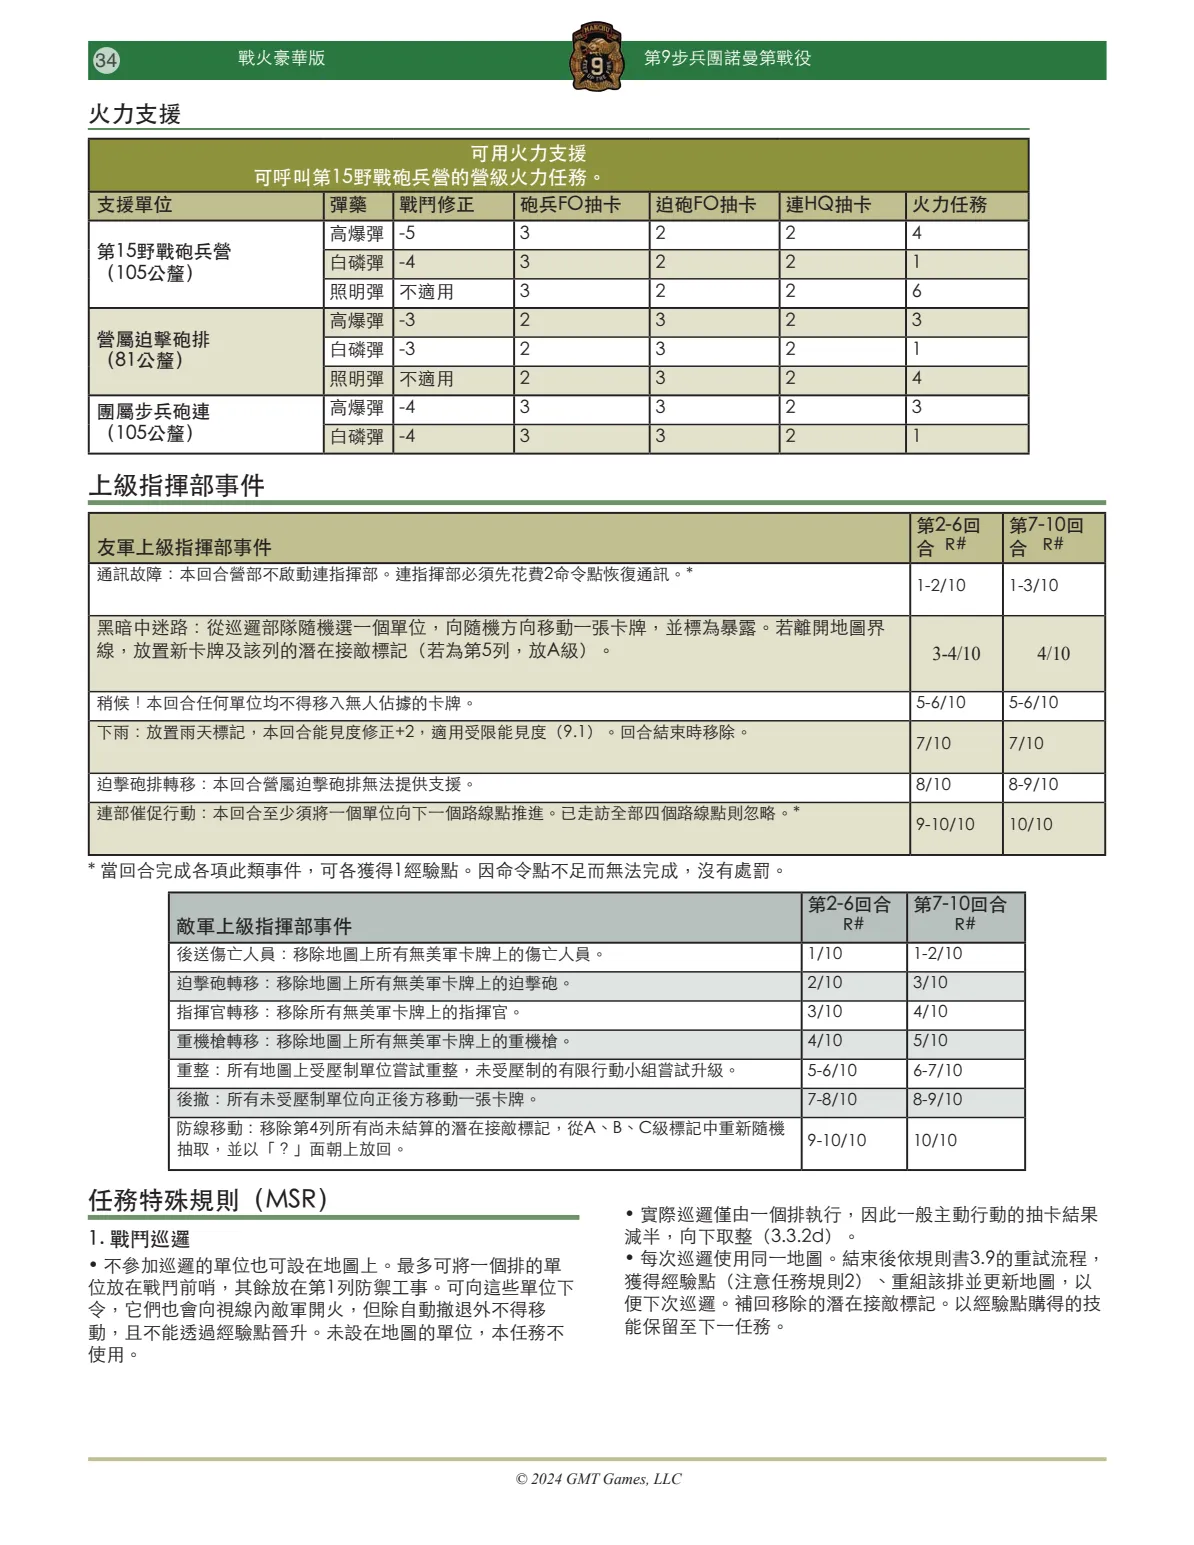 34
戰火豪華版
MANCHU
9
第9步兵團諾曼第戰役
火力支援
可用火力支援
可呼叫第15野戰砲兵營的營級火力任務。
支援單位 彈藥 戰鬥修正 砲兵FO抽卡 迫砲FO抽卡 連HQ抽卡 火力任務
第15野戰砲兵營
（105公釐）
高爆彈 -5 3 2 2 4
白磷彈 -4 3 2 2 1
照明彈 不適用 3 2 2 6
營屬迫擊砲排
（81公釐）
高爆彈 -3 2 3 2 3
白磷彈 -3 2 3 2 1
照明彈 不適用 2 3 2 4
團屬步兵砲連
（105公釐）
高爆彈 -4 3 3 2 3
白磷彈 -4 3 3 2 1
上級指揮部事件
友軍上級指揮部事件
第2-6回
合 R#
第7-10回
合 R#
通訊故障：本回合營部不啟動連指揮部。連指揮部必須先花費2命令點恢復通訊。*
1-2/10 1-3/10
黑暗中迷路：從巡邏部隊隨機選一個單位，向隨機方向移動一張卡牌，並標為暴露。若離開地圖界
線，放置新卡牌及該列的潛在接敵標記（若為第5列，放A級）。
3-4/10 4/10
稍候！本回合任何單位均不得移入無人佔據的卡牌。 5-6/10 5-6/10
下雨：放置雨天標記，本回合能見度修正+2，適用受限能見度（9.1）。回合結束時移除。
7/10 7/10
迫擊砲排轉移：本回合營屬迫擊砲排無法提供支援。 8/10 8-9/10
連部催促行動：本回合至少須將一個單位向下一個路線點推進。已走訪全部四個路線點則忽略。*
9-10/10 10/10
* 當回合完成各項此類事件，可各獲得1經驗點。因命令點不足而無法完成，沒有處罰。
敵軍上級指揮部事件
第2-6回合
R#
第7-10回合
R#
後送傷亡人員：移除地圖上所有無美軍卡牌上的傷亡人員。 1/10 1-2/10
迫擊砲轉移：移除地圖上所有無美軍卡牌上的迫擊砲。 2/10 3/10
指揮官轉移：移除所有無美軍卡牌上的指揮官。 3/10 4/10
重機槍轉移：移除地圖上所有無美軍卡牌上的重機槍。 4/10 5/10
重整：所有地圖上受壓制單位嘗試重整，未受壓制的有限行動小組嘗試升級。 5-6/10 6-7/10
後撤：所有未受壓制單位向正後方移動一張卡牌。 7-8/10 8-9/10
防線移動：移除第4列所有尚未結算的潛在接敵標記，從A、B、C級標記中重新隨機
抽取，並以「？」面朝上放回。
9-10/10 10/10
任務特殊規則（MSR）
1. 戰鬥巡邏
• 不參加巡邏的單位也可設在地圖上。最多可將一個排的單
位放在戰鬥前哨，其餘放在第1列防禦工事。可向這些單位下
令，它們也會向視線內敵軍開火，但除自動撤退外不得移
動，且不能透過經驗點晉升。未設在地圖的單位，本任務不
使用。
• 實際巡邏僅由一個排執行，因此一般主動行動的抽卡結果
減半，向下取整（3.3.2d）。
• 每次巡邏使用同一地圖。結束後依規則書3.9的重試流程，
獲得經驗點（注意任務規則2）、重組該排並更新地圖，以
便下次巡邏。補回移除的潛在接敵標記。以經驗點購得的技
能保留至下一任務。
© 2024 GMT Games, LLC